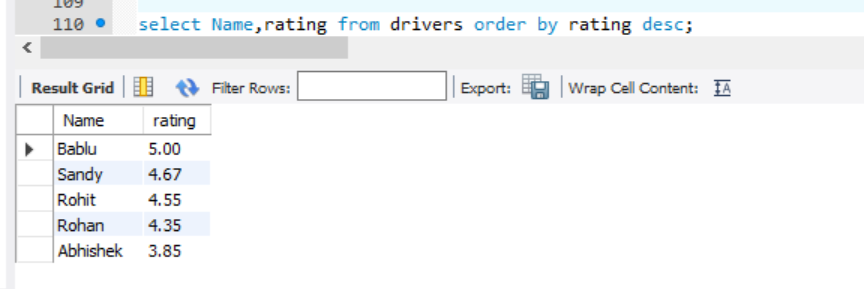 109
110 select Name,rating from drivers order by rating desc;
Result Grid Filter Rows: Export: Wrap Cell Content: IA
Name rating
Bablu 5.00
Sandy 4.67
Rohit 4.55
Rohan 4.35
Abhishek 3.85